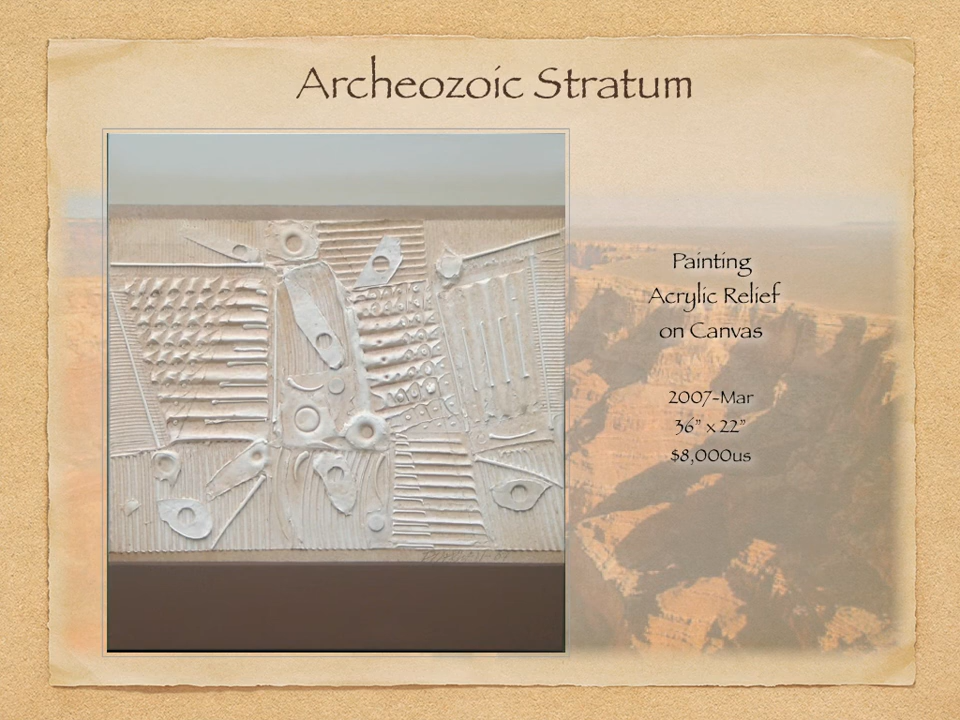 Archeozoic Stratum
Painting
Acrylic Relief
on Canvas
2007-Mar
36” x 22”
$8,000us